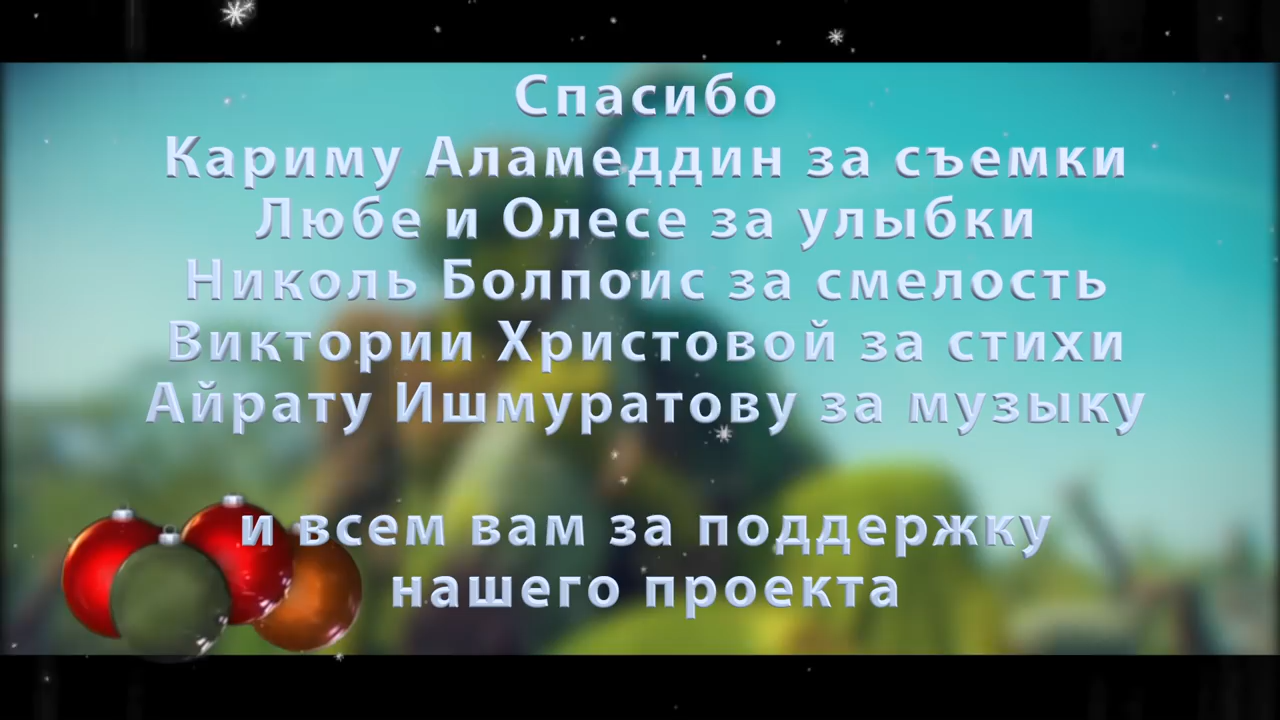 Спасибо
Кариму Аламеддин за съемки
Любе и Олесе за улыбки
Николь Болпоис за смелость
Виктории Христовой за стихи
Айрату Ишмуратову за музыку
и всем вам за поддержку
нашего проекта